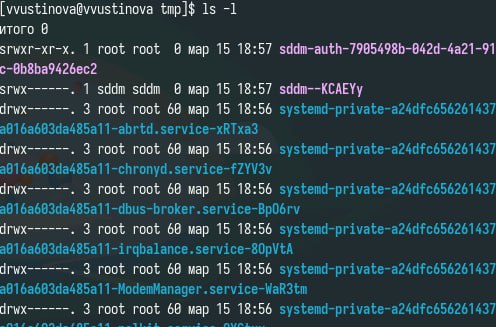 [vvustinova@vvustinova tmp]$ ls -l
итого 0
srwxr-xr-x. 1 root root  0 мар 15 18:57 sddm-auth-7905498b-042d-4a21-91
c-0b8ba9426ec2
srwx------. 1 sddm sddm  0 мар 15 18:57 sddm--KCAEYy
drwx------. 3 root root 60 мар 15 18:56 systemd-private-a24dfc656261437
a016a603da485a11-abrtd.service-xRTxa3
drwx------. 3 root root 60 мар 15 18:56 systemd-private-a24dfc656261437
a016a603da485a11-chronyd.service-fZYV3v
drwx------. 3 root root 60 мар 15 18:56 systemd-private-a24dfc656261437
a016a603da485a11-dbus-broker.service-BpO6rv
drwx------. 3 root root 60 мар 15 18:56 systemd-private-a24dfc656261437
a016a603da485a11-irqbalance.service-8OpVtA
drwx------. 3 root root 60 мар 15 18:56 systemd-private-a24dfc656261437
a016a603da485a11-ModemManager.service-WaR3tm
drwx------. 3 root root 60 мар 15 18:56 systemd-private-a24dfc656261437